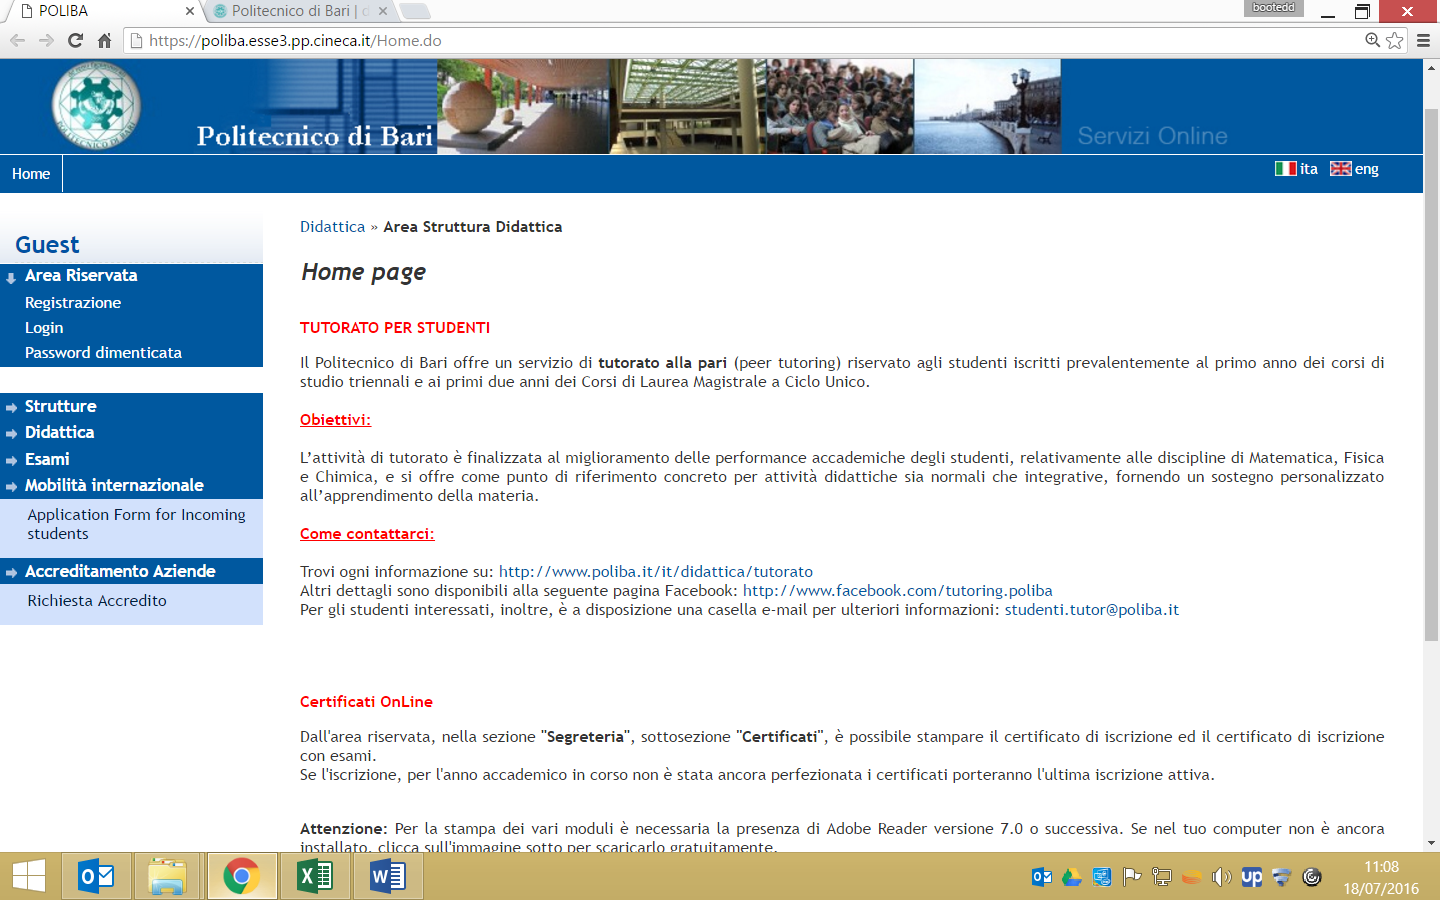 POLIBA
Politecnico di Bari |
bootedd
https://poliba.esse3.pp.cineca.it/Home.do
Politecnico di Bari
Servizi Online
Home
ita
eng
Guest
Area Riservata
Registrazione
Login
Password dimenticata
Strutture
Didattica
Esami
Mobilità internazionale
Application Form for Incoming
students
Accreditamento Aziende
Richiesta Accredito
Didattica » Area Struttura Didattica
Home page
TUTORATO PER STUDENTI
Il Politecnico di Bari offre un servizio di tutorato alla pari (peer tutoring) riservato agli studenti iscritti prevalentemente al primo anno dei corsi di
studio triennali e ai primi due anni dei Corsi di Laurea Magistrale a Ciclo Unico.
Obiettivi:
L’attività di tutorato è finalizzata al miglioramento delle performance accademiche degli studenti, relativamente alle discipline di Matematica, Fisica
e Chimica, e si offre come punto di riferimento concreto per attività didattiche sia normali che integrative, fornendo un sostegno personalizzato
all’apprendimento della materia.
Come contattarci:
Trovi ogni informazione su: http://www.poliba.it/it/didattica/tutorato
Altri dettagli sono disponibili alla seguente pagina Facebook: http://www.facebook.com/tutoring.poliba
Per gli studenti interessati, inoltre, è a disposizione una casella e-mail per ulteriori informazioni: studenti.tutor@poliba.it
Certificati OnLine
Dall'area riservata, nella sezione "Segreteria", sottosezione "Certificati", è possibile stampare il certificato di iscrizione ed il certificato di iscrizione
con esami.
Se l'iscrizione, per l'anno accademico in corso non è stata ancora perfezionata i certificati porteranno l'ultima iscrizione attiva.
Attenzione: Per la stampa dei vari moduli è necessaria la presenza di Adobe Reader versione 7.0 o successiva. Se nel tuo computer non è ancora
installato, clicca sull'immagine sotto per scaricarlo gratuitamente.
up
11:08
18/07/2016